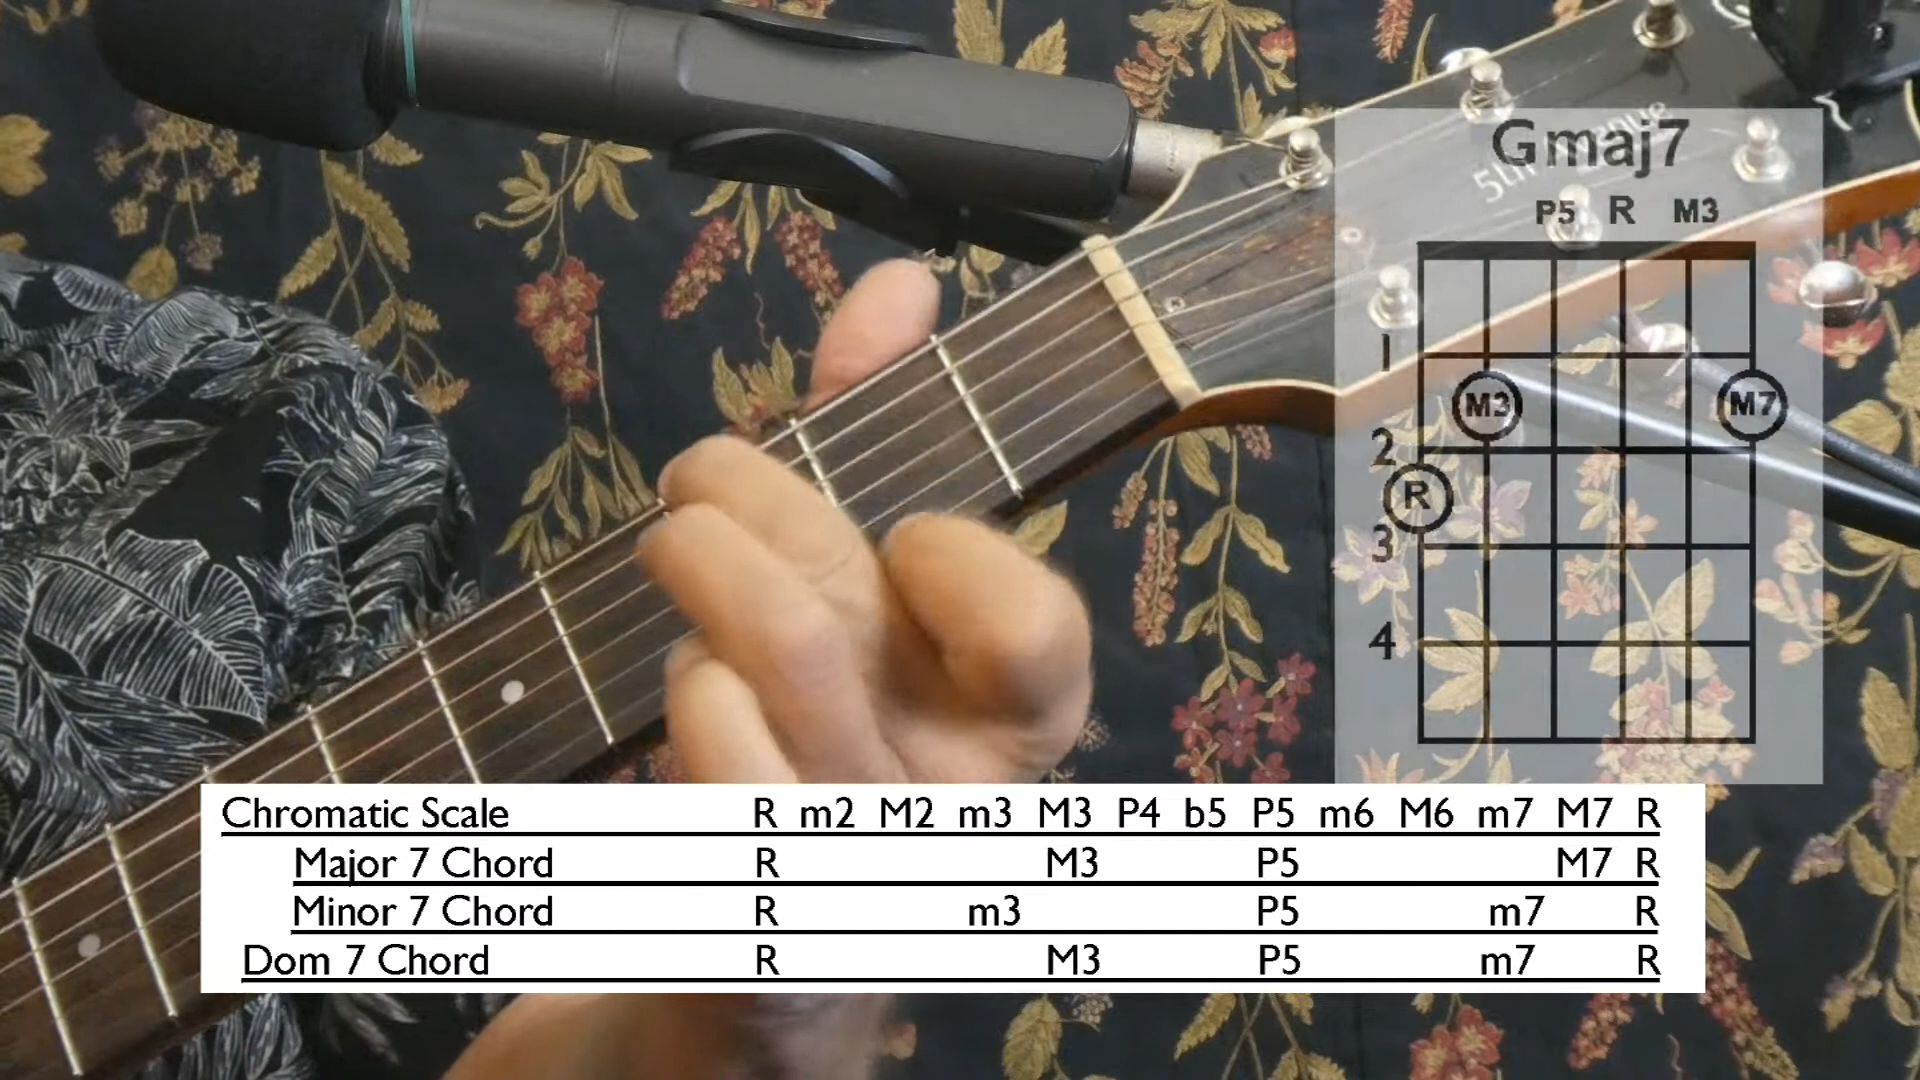 Gmaj7
P5 R M3
1
M3 M7
2
R
3
4
Chromatic Scale R m2 M2 m3 M3 P4 b5 P5 m6 M6 m7 M7 R
Major 7 Chord R M3 P5 M7 R
Minor 7 Chord R m3 P5 m7 R
Dom 7 Chord R M3 P5 m7 R